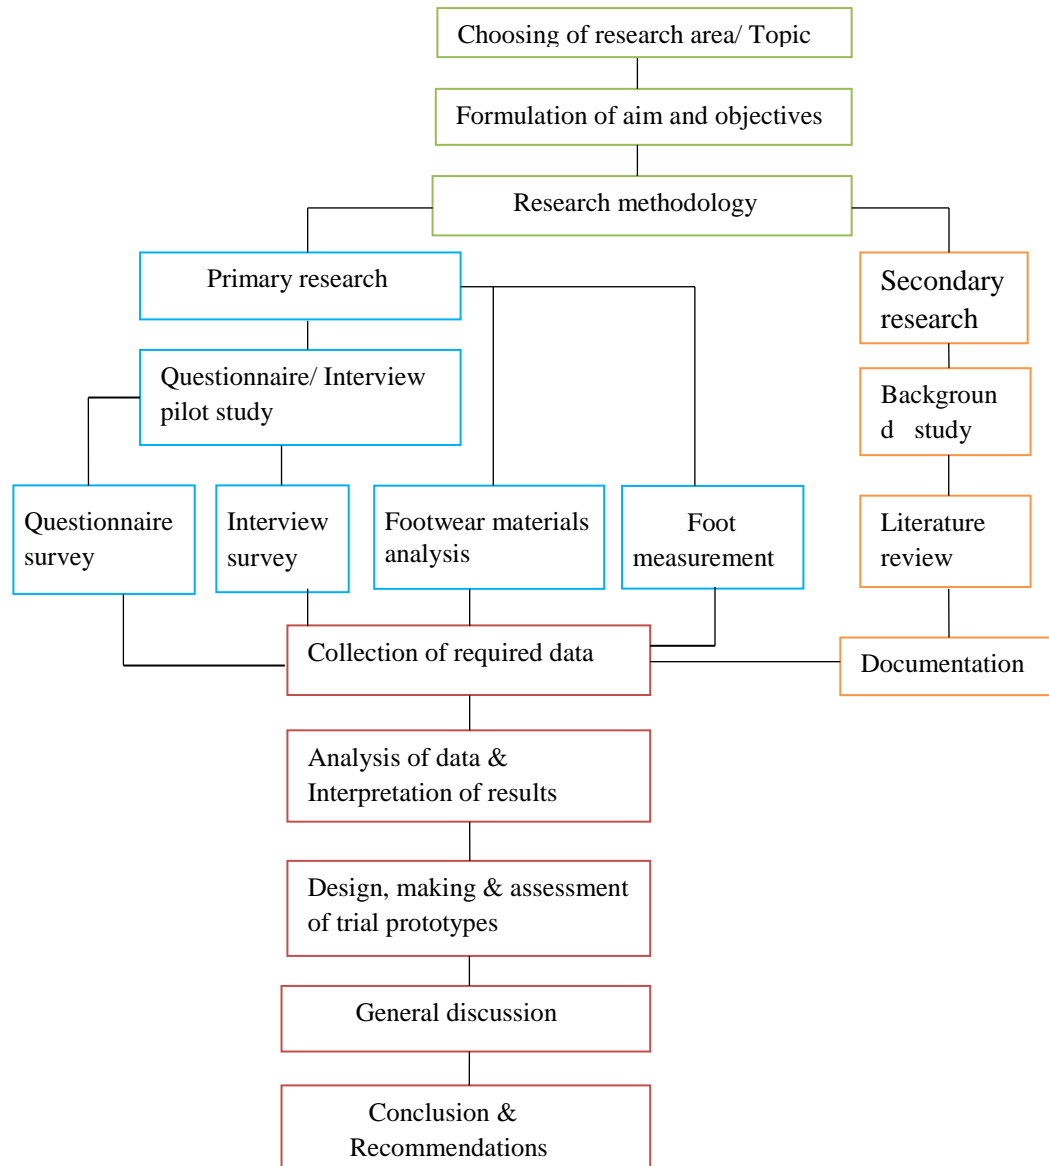 Choosing of research area/ Topic
Formulation of aim and objectives
Research methodology
Primary research
Secondary
research
Questionnaire/ Interview
pilot study
Backgroun
d study
Questionnaire
survey
Interview
survey
Footwear materials
analysis
Foot
measurement
Literature
review
Collection of required data
Documentation
Analysis of data &
Interpretation of results
Design, making & assessment
of trial prototypes
General discussion
Conclusion &
Recommendations